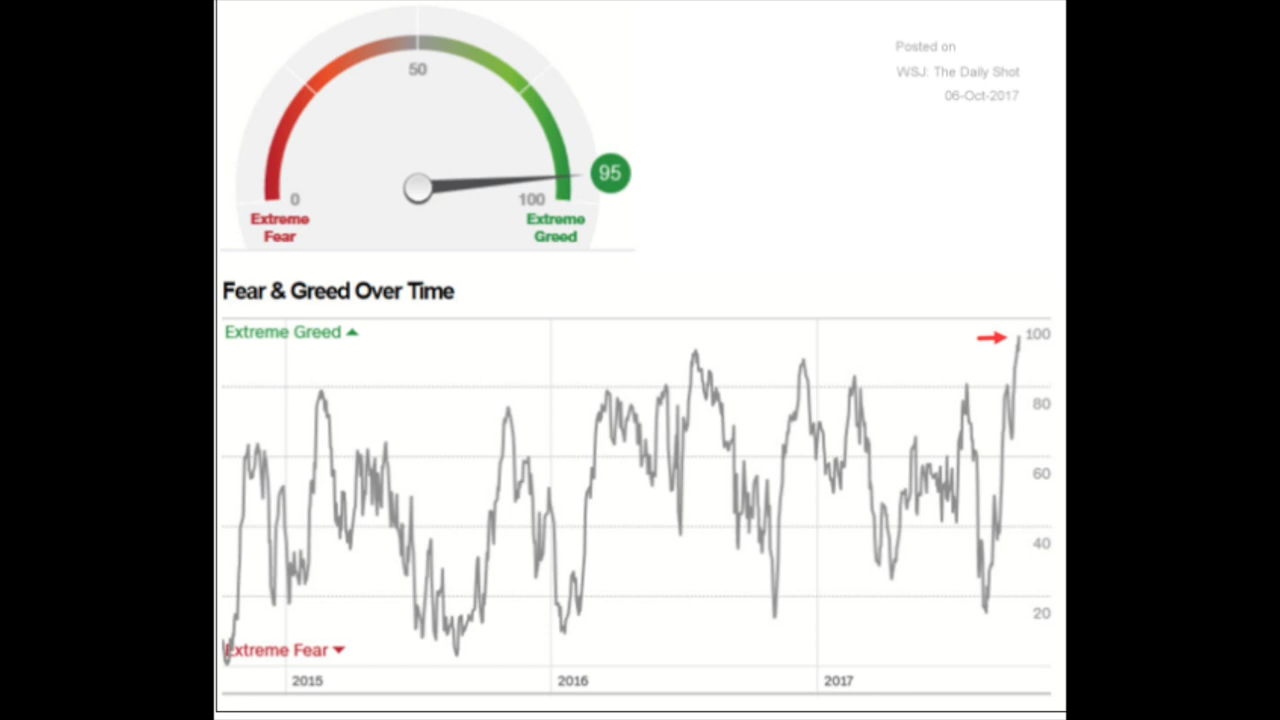 Posted on
WSJ: The Daily Shot
06-Oct-2017
50
95
0
100
Extreme
Fear
Extreme
Greed
Fear & Greed Over Time
Extreme Greed
100
80
60
40
20
Extreme Fear
2015
2016
2017